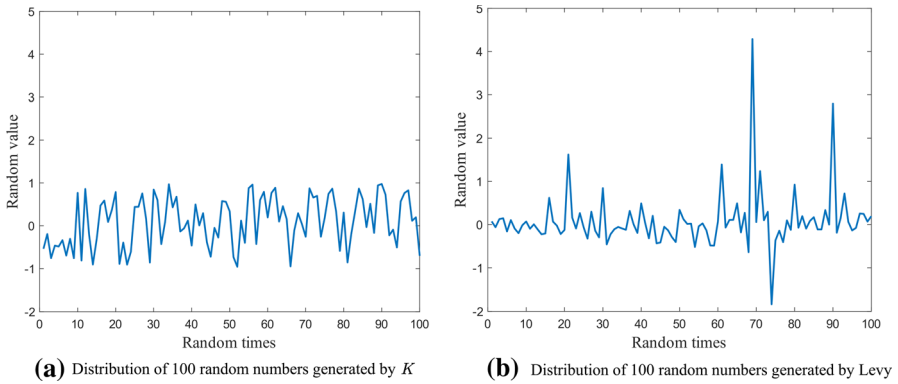 5
4
3
2
1
0
-1
-2
Random value
0 10 20 30 40 50 60 70 80 90 100
Random times
(a) Distribution of 100 random numbers generated by K
5
4
3
2
1
0
-1
-2
Random value
0 10 20 30 40 50 60 70 80 90 100
Random times
(b) Distribution of 100 random numbers generated by Levy